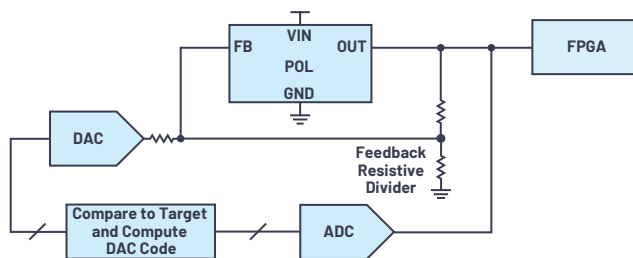 VIN
FB
OUT
POL
GND
FPGA
DAC
Feedback
Resistive
Divider
Compare to Target
and Compute
DAC Code
ADC